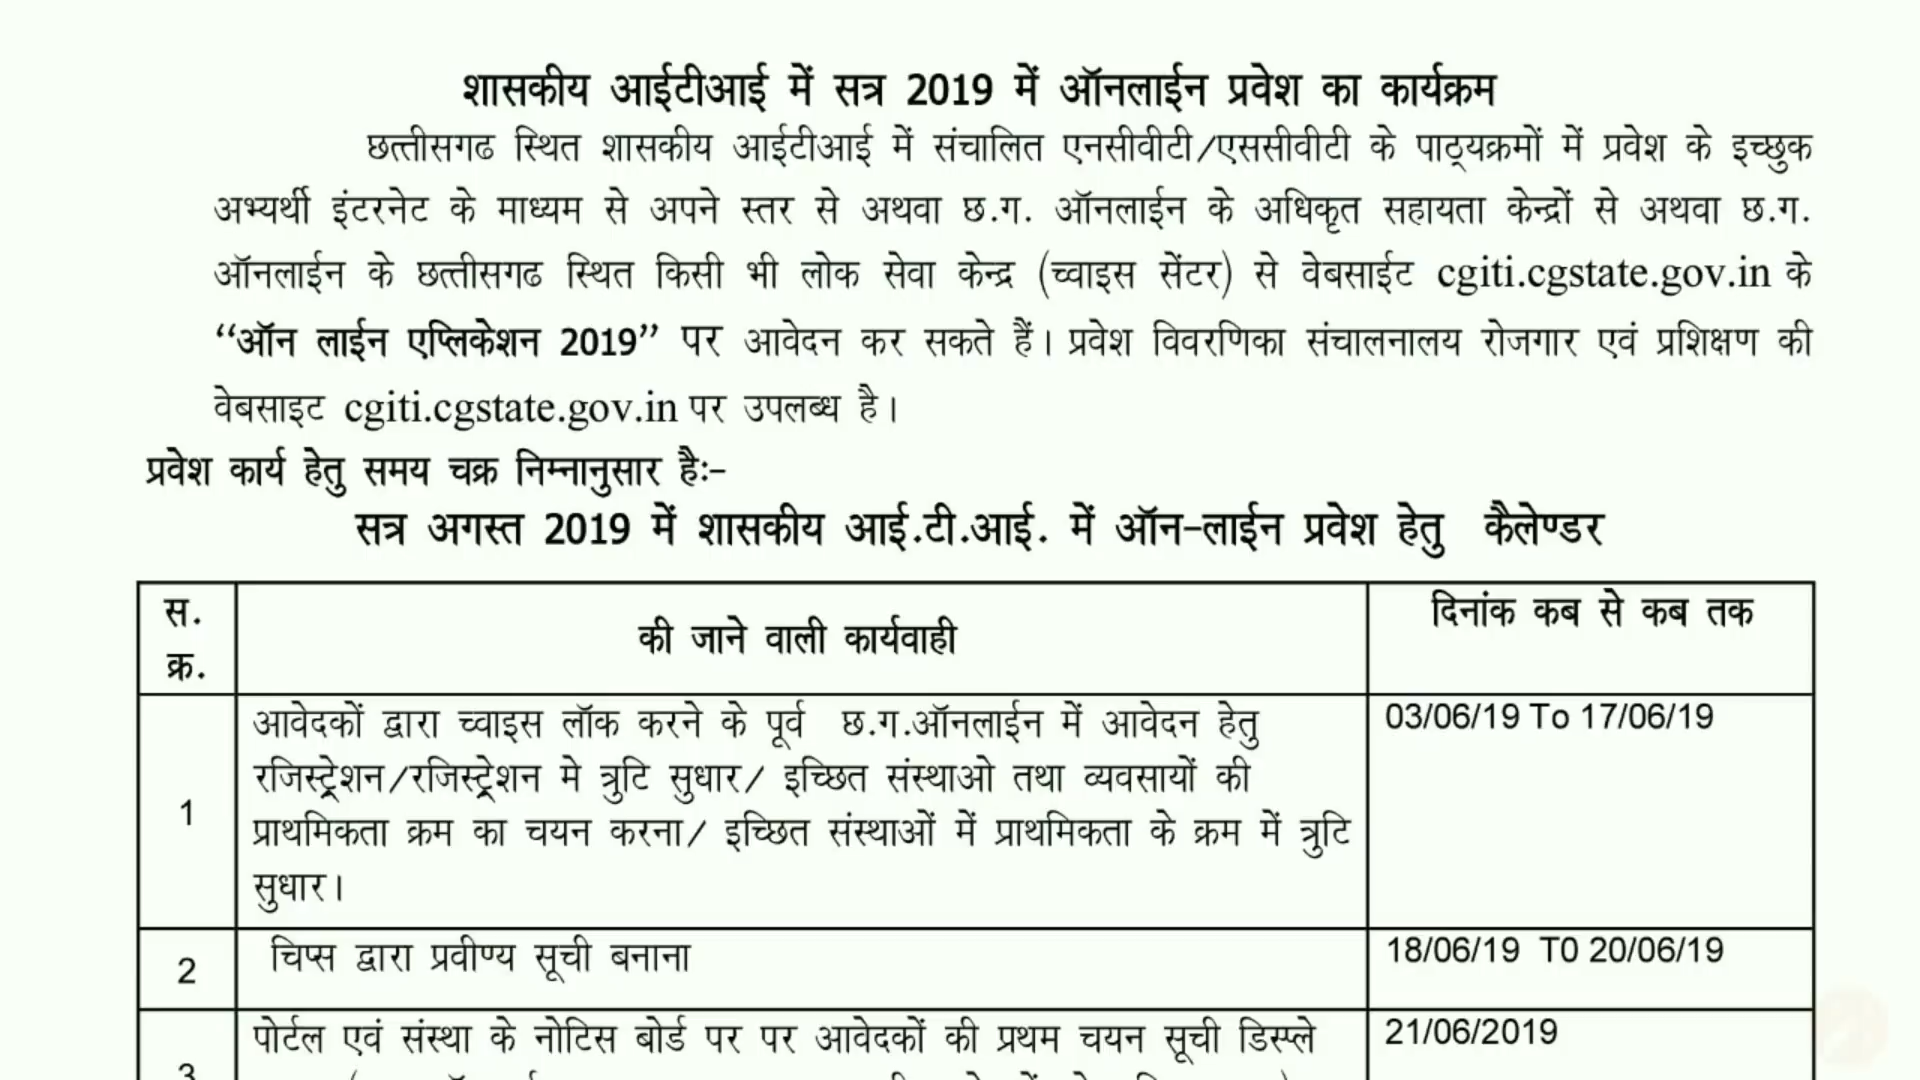 शासकीय आईटीआई में सत्र 2019 में ऑनलाईन प्रवेश का कार्यक्रम
छत्तीसगढ स्थित शासकीय आईटीआई में संचालित एनसीवीटी/एससीवीटी के पाठ्यक्रमों में प्रवेश के इच्छुक
अभ्यर्थी इंटरनेट के माध्यम से अपने स्तर से अथवा छ.ग. ऑनलाईन के अधिकृत सहायता केन्द्रों से अथवा छ.ग.
ऑनलाईन के छत्तीसगढ स्थित किसी भी लोक सेवा केन्द्र (च्वाइस सेंटर) से वेबसाईट cgiti.cgstate.gov.in के
“ऑन लाईन एप्लिकेशन 2019” पर आवेदन कर सकते हैं। प्रवेश विवरणिका संचालनालय रोजगार एवं प्रशिक्षण की
वेबसाइट cgiti.cgstate.gov.in पर उपलब्ध है।
प्रवेश कार्य हेतु समय चक्र निम्नानुसार हैः-
सत्र अगस्त 2019 में शासकीय आई.टी.आई. में ऑन-लाईन प्रवेश हेतु कैलेण्डर
स.
क्र.
की जाने वाली कार्यवाही
दिनांक कब से कब तक
1
आवेदकों द्वारा च्वाइस लॉक करने के पूर्व छ.ग.ऑनलाईन में आवेदन हेतु
रजिस्ट्रेशन/रजिस्ट्रेशन मे त्रुटि सुधार/ इच्छित संस्थाओ तथा व्यवसायों की
प्राथमिकता क्रम का चयन करना/ इच्छित संस्थाओं में प्राथमिकता के क्रम में त्रुटि
सुधार।
03/06/19 To 17/06/19
2
चिप्स द्वारा प्रवीण्य सूची बनाना
18/06/19 T0 20/06/19
3
पोर्टल एवं संस्था के नोटिस बोर्ड पर पर आवेदकों की प्रथम चयन सूची डिस्प्ले
21/06/2019